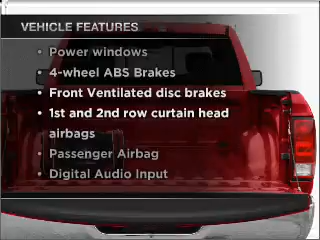 VEHICLE FEATURES
• Power windows
• 4-wheel ABS Brakes
• Front Ventilated disc brakes
• 1st and 2nd row curtain head
airbags
• Passenger Airbag
• Digital Audio Input